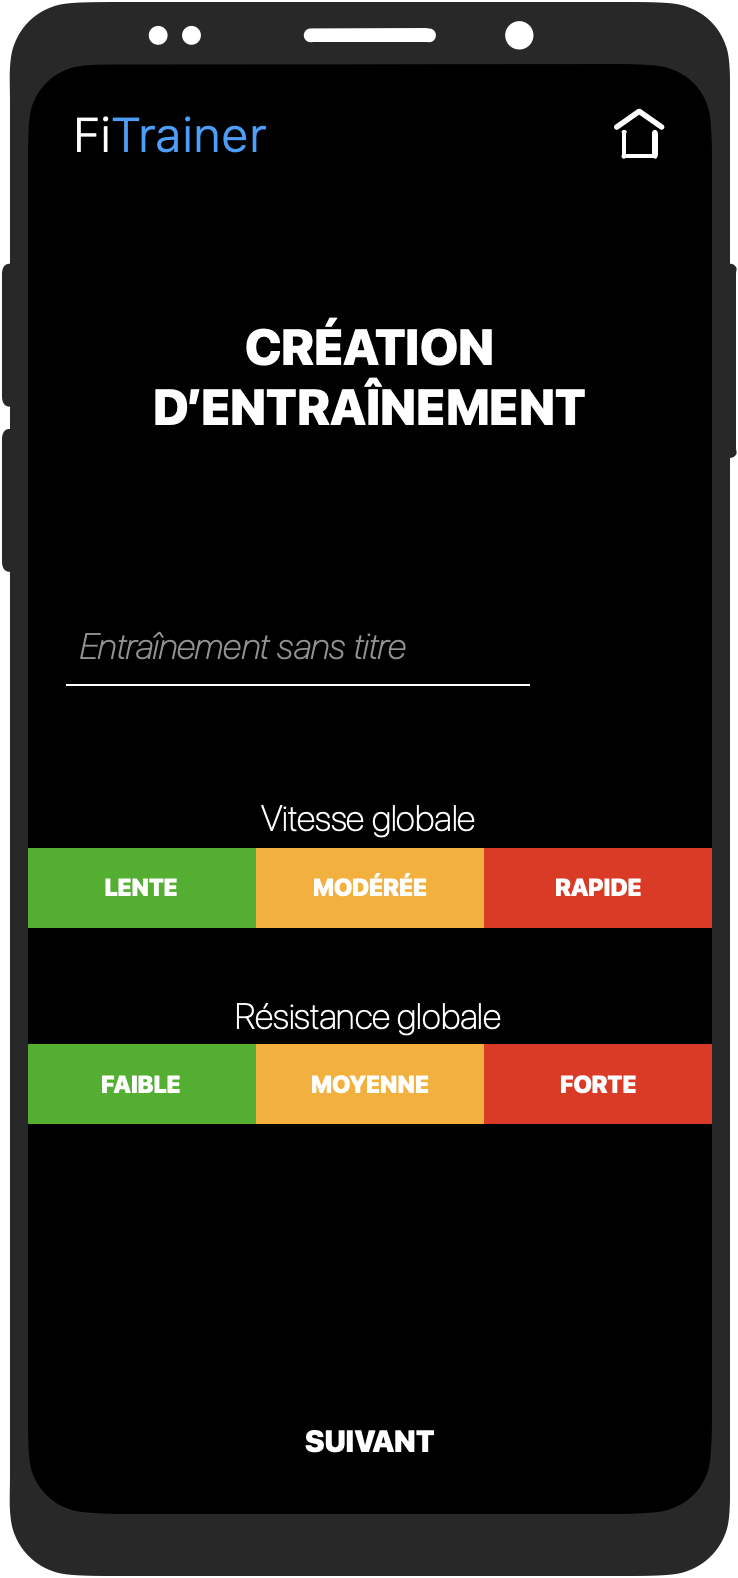 FiTrainer
CRÉATION
D’ENTRAÎNEMENT
Entraînement sans titre
Vitesse globale
LENTE MODÉRÉE RAPIDE
Résistance globale
FAIBLE MOYENNE FORTE
SUIVANT